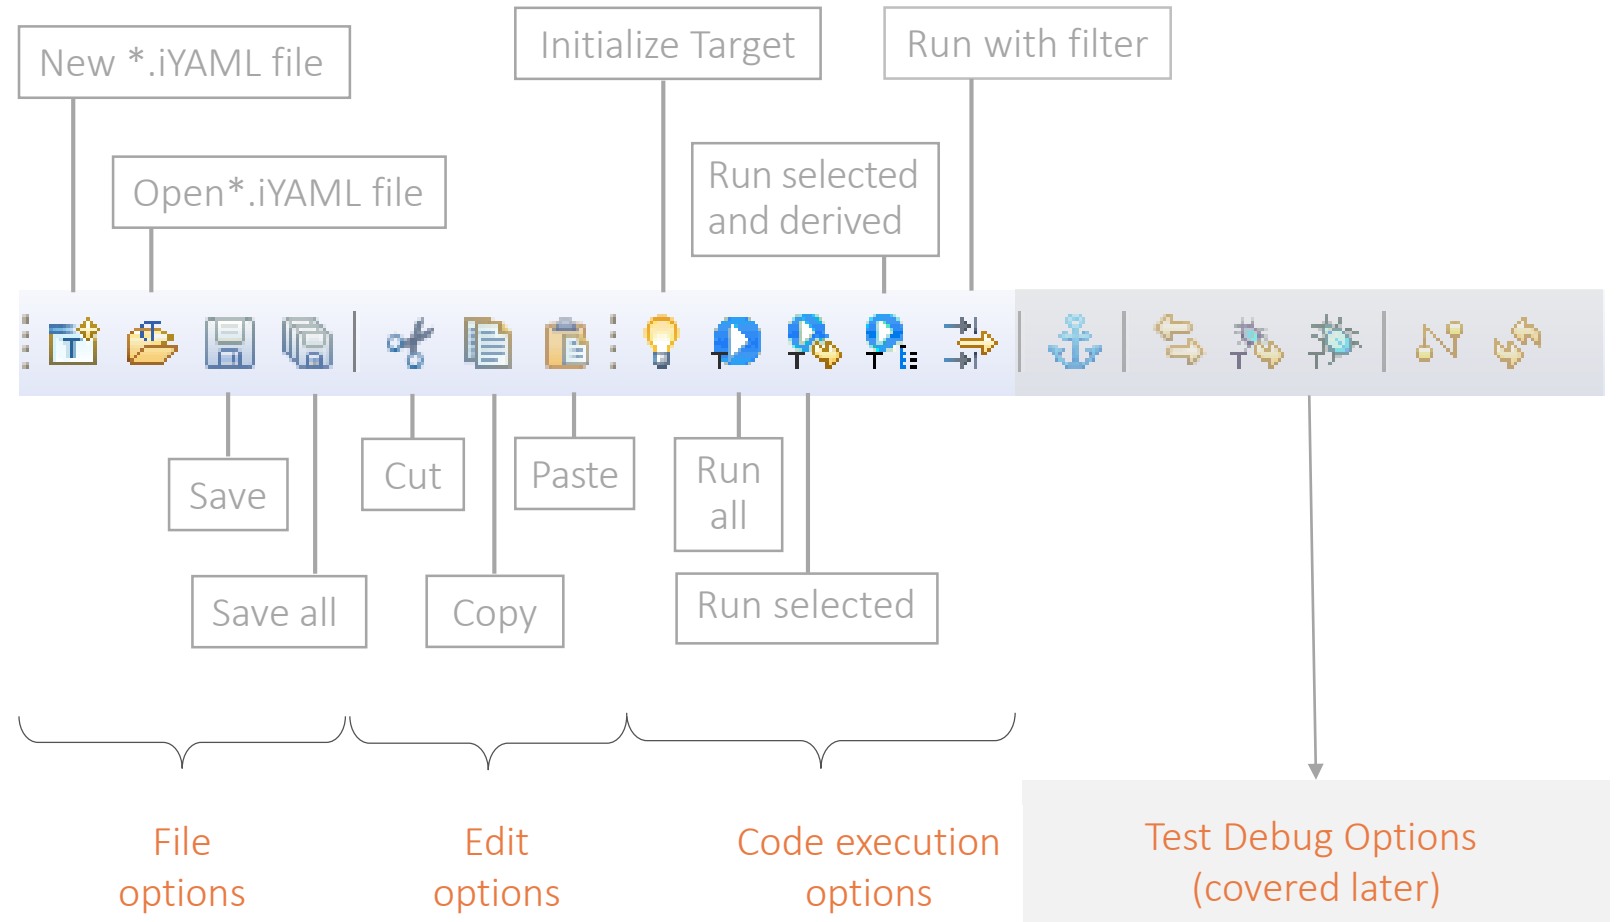 New *.iYAML file
Initialize Target
Run with filter
Open*.iYAML file
Run selected
and derived
Save
Cut
Paste
Run
all
Save all
Copy
Run selected
File
options
Edit
options
Code execution
options
Test Debug Options
(covered later)